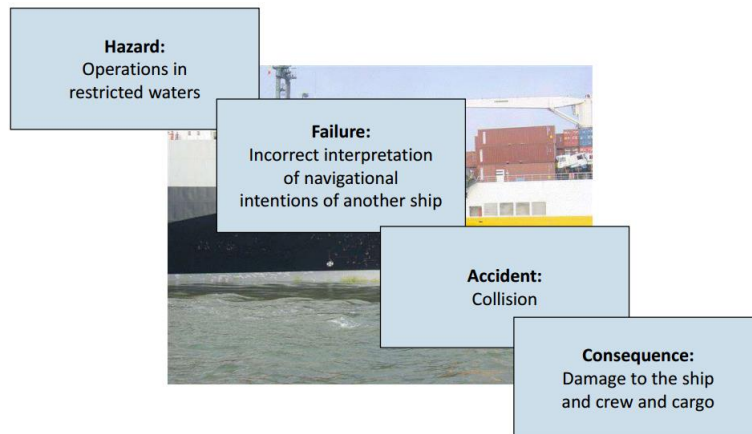 Hazard:
Operations in
restricted waters
Failure:
Incorrect interpretation
of navigational
intentions of another ship
Accident:
Collision
Consequence:
Damage to the ship
and crew and cargo